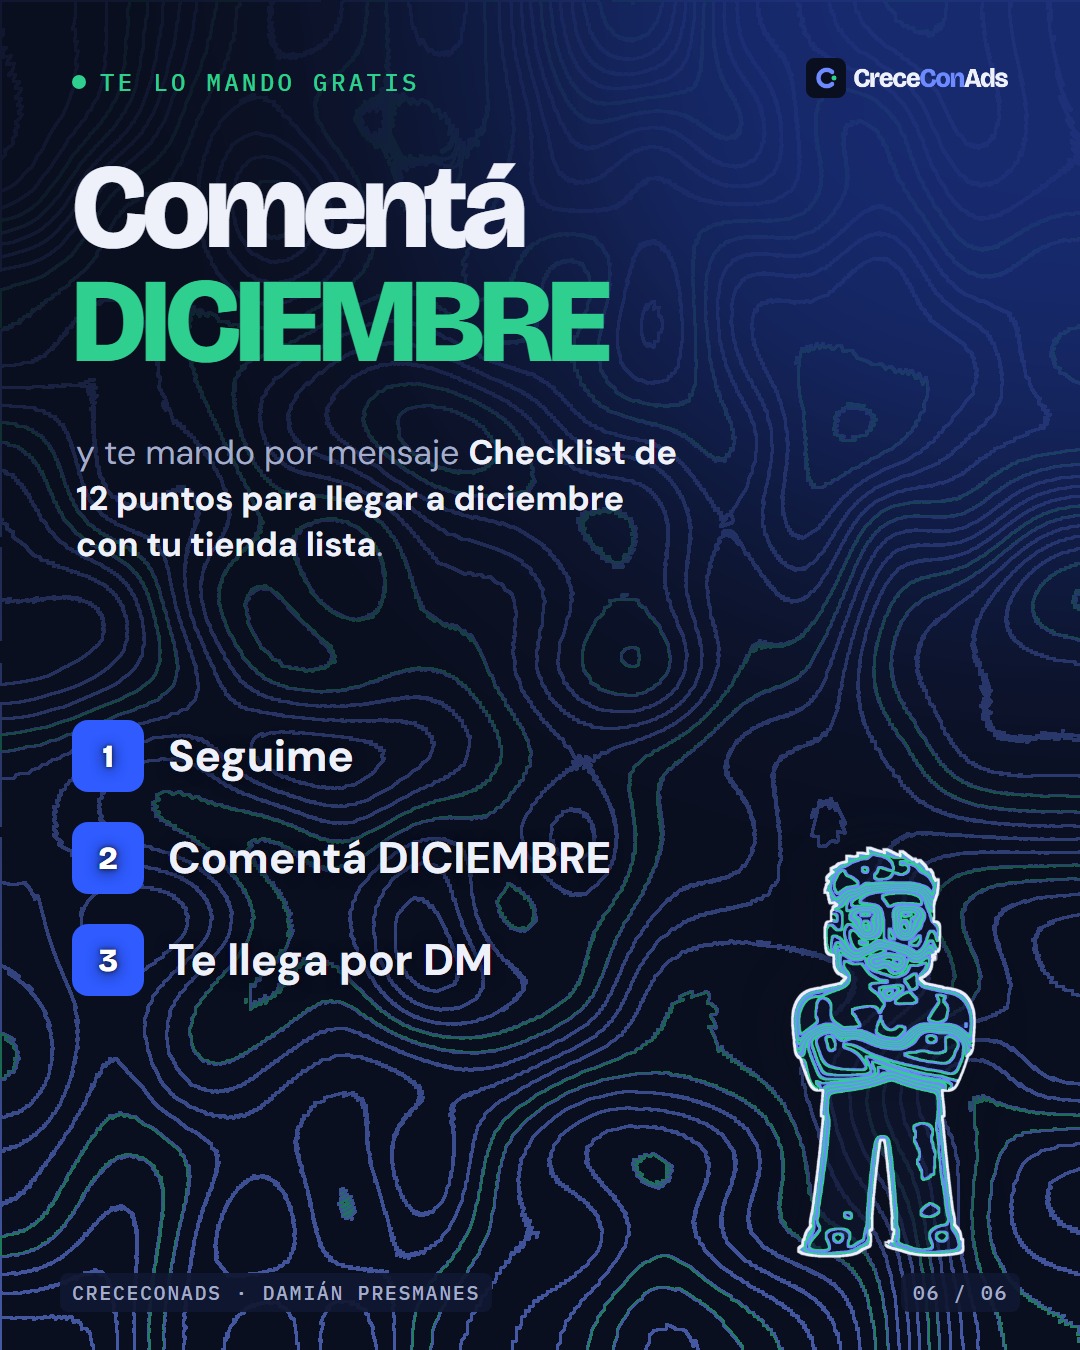 TE LO MANDO GRATIS
CreceConAds
Comentá
DICIEMBRE
y te mando por mensaje Checklist de
12 puntos para llegar a diciembre
con tu tienda lista.
1 Seguime
2 Comentá DICIEMBRE
3 Te llega por DM
CRECECONADS · DAMIÁN PRESMANES
06 / 06